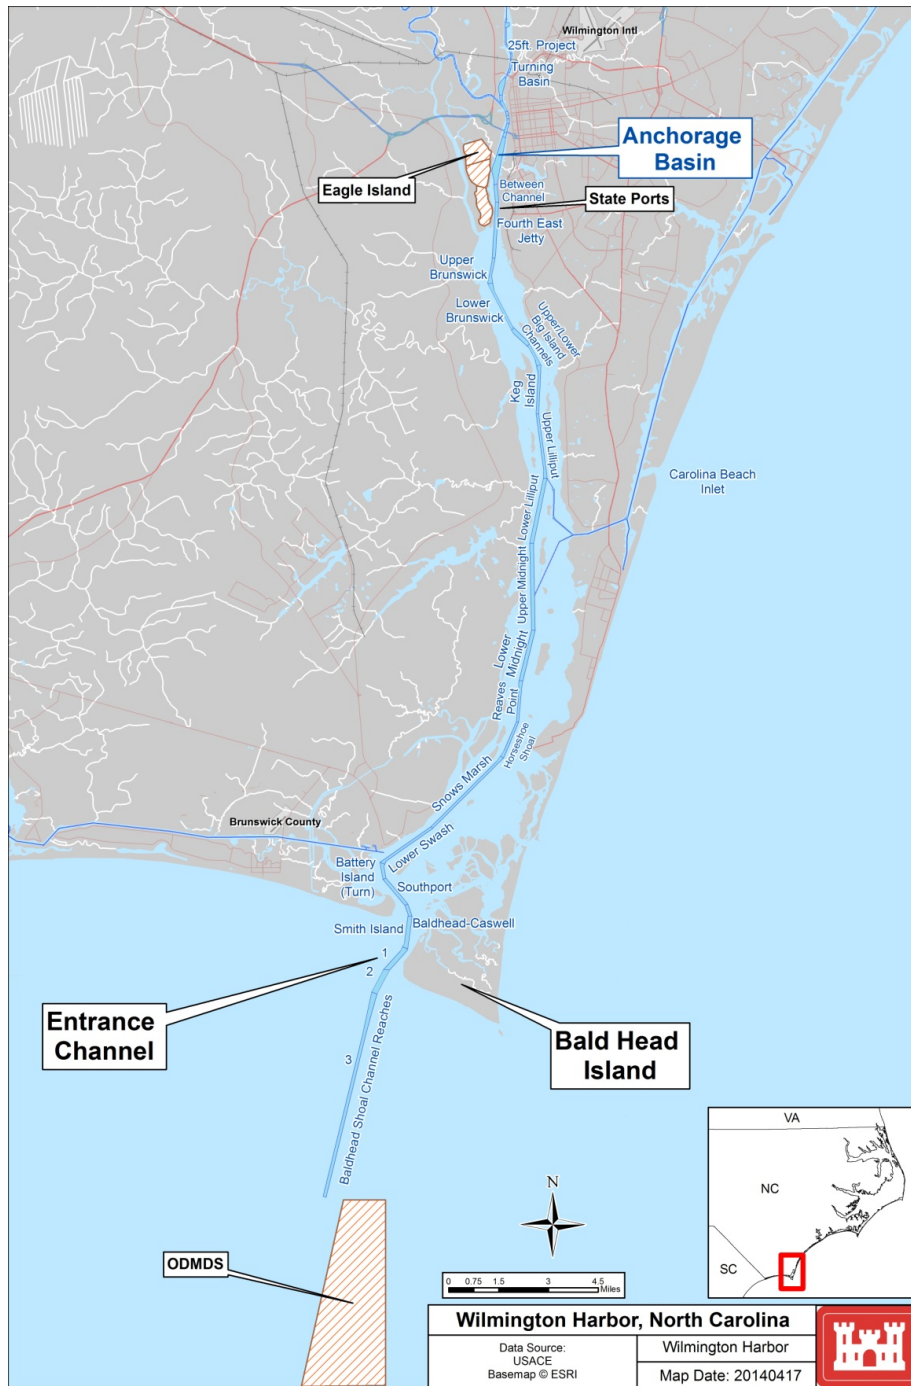 Wilmington Intl
25ft. Project
Turning
Basin
Anchorage
Basin
Eagle Island
Between
Channel
State Ports
Fourth East
Jetty
Upper
Brunswick
Lower
Brunswick
Upper/Lower
Big Island
Channels
Keg
Island
Upper Lilliput
Carolina Beach
Inlet
Lower Lilliput
Upper Midnight
Lower
Midnight
Reaves
Point
Horseshoe
Shoal
Snows Marsh
Brunswick County
Lower Swash
Battery
Island
(Turn)
Southport
Smith Island
Baldhead-Caswell
1
2
Entrance
Channel
Bald Head
Island
3
Baldhead Shoal Channel Reaches
VA
NC
SC
N
ODMDS
0 0.75 1.5 3 4.5
Miles
Wilmington Harbor, North Carolina
Data Source:
USACE
Basemap © ESRI
Wilmington Harbor
Map Date: 20140417